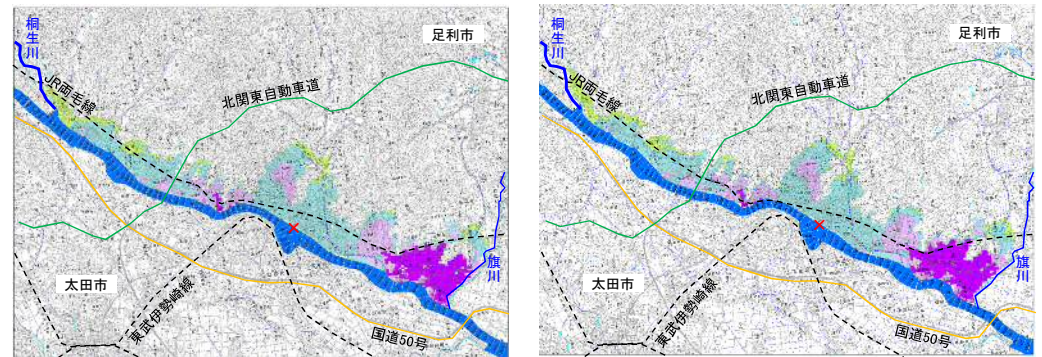 桐生川
足利市
JR両毛線
北関東自動車道
旗川
太田市
東武伊勢崎線
国道50号
桐生川
足利市
JR両毛線
北関東自動車道
旗川
太田市
東武伊勢崎線
国道50号